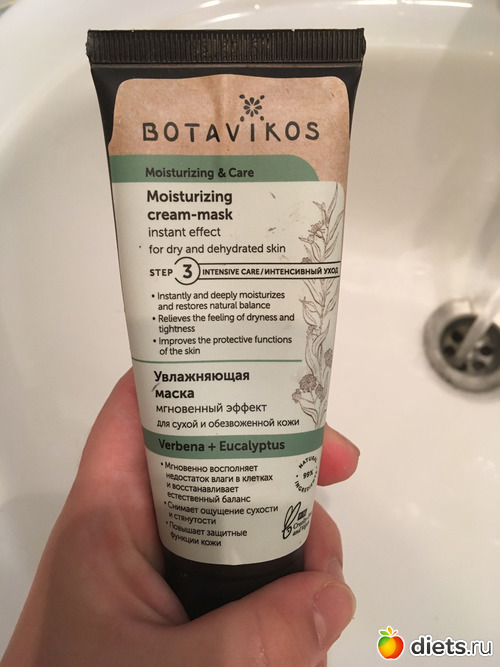 BOTAVIKOS
Moisturizing & Care
Moisturizing
cream-mask
instant effect
for dry and dehydrated skin
STEP 3 INTENSIVE CARE/ИНТЕНСИВНЫЙ УХОД
• Instantly and deeply moisturizes
and restores natural balance
• Relieves the feeling of dryness and
tightness
• Improves the protective functions
of the skin
Увлажняющая
маска
мгновенный эффект
для сухой и обезвоженной кожи
Verbena + Eucalyptus
• Мгновенно восполняет
недостаток влаги в клетках
и восстанавливает
естественный баланс
• Снимает ощущение сухости
и стянутости
• Повышает защитные
функции кожи
NATURAL
99%
diets.ru